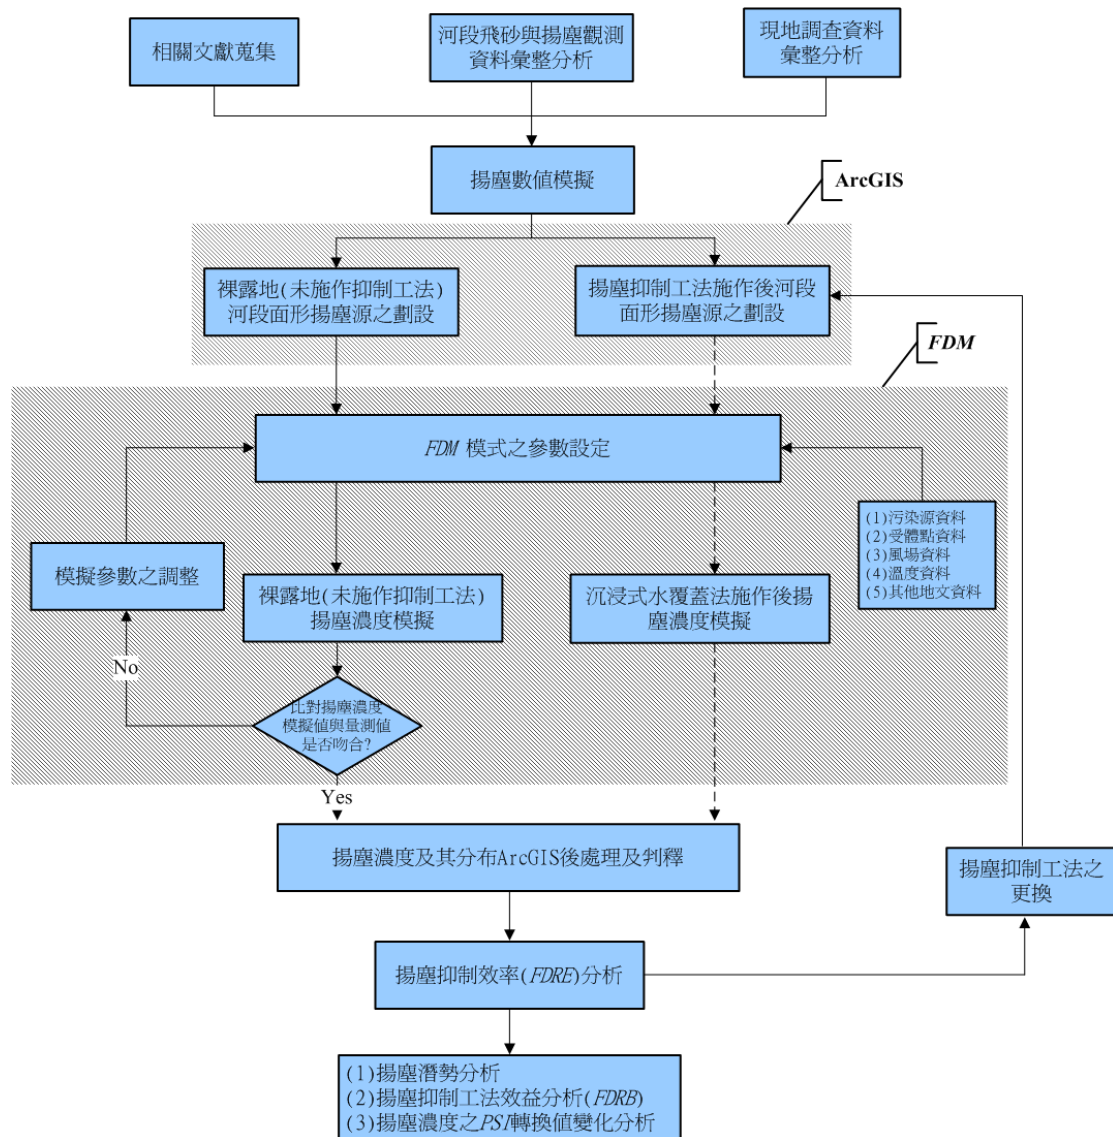 相關文獻蒐集
河段飛砂與揚塵觀測
資料彙整分析
現地調查資料
彙整分析
揚塵數值模擬
ArcGIS
裸露地(未施作抑制工法)
河段面形揚塵源之劃設
揚塵抑制工法施作後河段
面形揚塵源之劃設
FDM
FDM 模式之參數設定
(1)污染源資料
(2)受體點資料
(3)風場資料
(4)溫度資料
(5)其他地文資料
模擬參數之調整
裸露地(未施作抑制工法)
揚塵濃度模擬
沉浸式水覆蓋法施作後揚
塵濃度模擬
No
比對揚塵濃度
模擬值與量測值
是否吻合?
Yes
揚塵濃度及其分布ArcGIS後處理及判釋
揚塵抑制工法之
更換
揚塵抑制效率(FDRE)分析
(1)揚塵潛勢分析
(2)揚塵抑制工法效益分析(FDRB)
(3)揚塵濃度之PSI轉換值變化分析